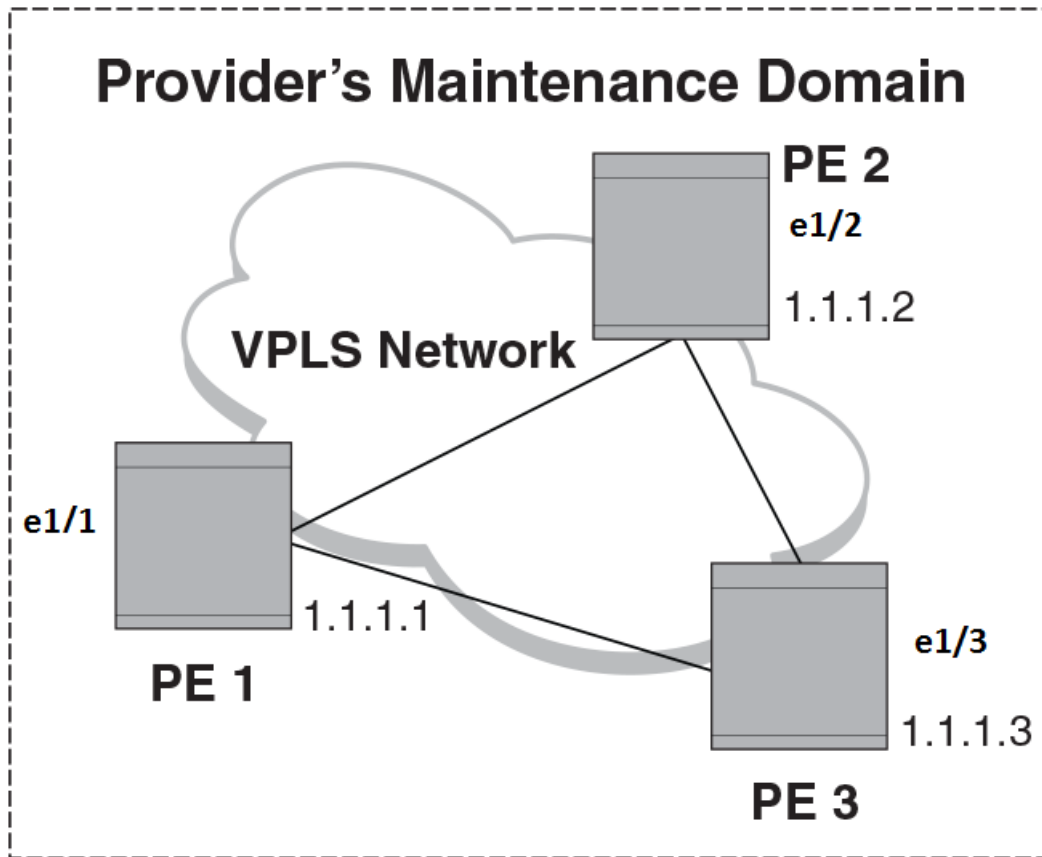 Provider's Maintenance Domain
PE 2
e1/2
1.1.1.2
VPLS Network
e1/1
1.1.1.1
PE 1
e1/3
1.1.1.3
PE 3